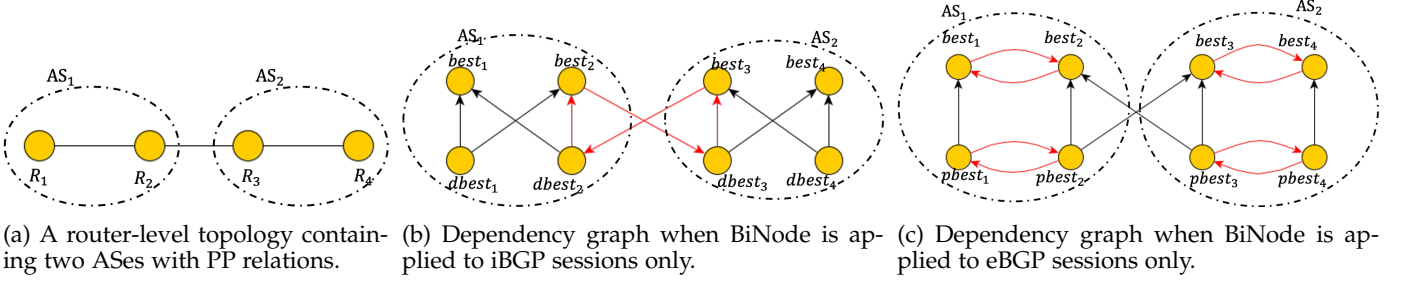 AS1
AS2
R1
R2
R3
R4
(a) A router-level topology contain-
ing two ASes with PP relations.
AS1
AS2
best1
best2
best3
best4
dbest1
dbest2
dbest3
dbest4
(b) Dependency graph when BiNode is ap-
plied to iBGP sessions only.
AS1
AS2
best1
best2
best3
best4
pbest1
pbest2
pbest3
pbest4
(c) Dependency graph when BiNode is ap-
plied to eBGP sessions only.